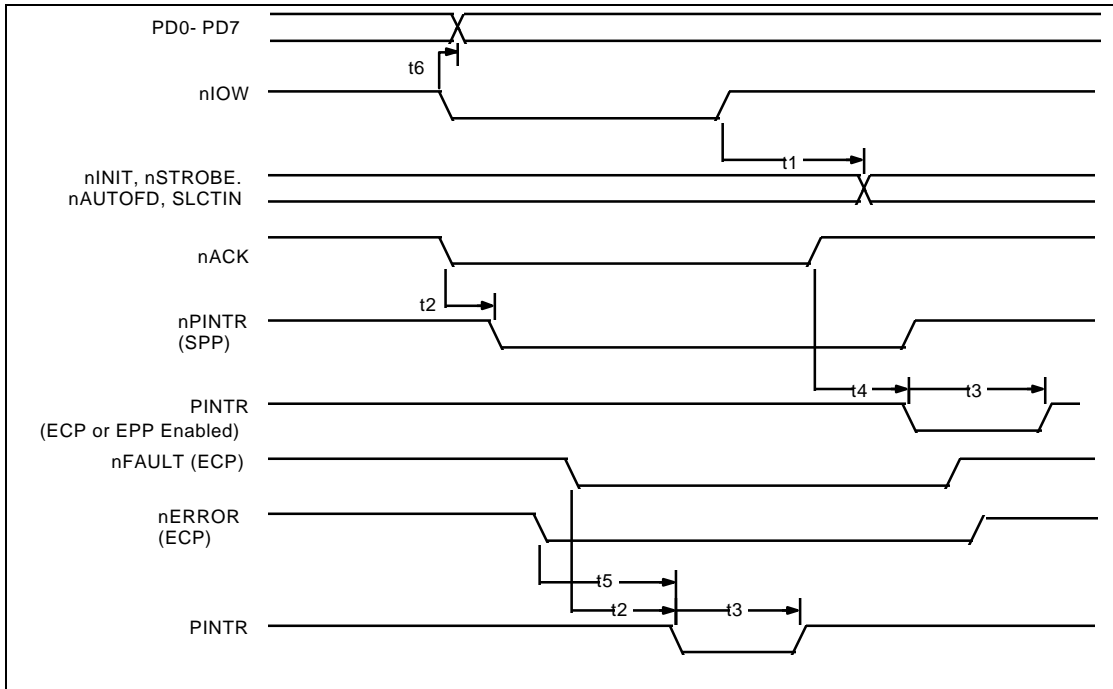 PD0- PD7
t6
nIOW
t1
nINIT, nSTROBE.
nAUTOFD, SLCTIN
nACK
t2
nPINTR
(SPP)
t4
t3
PINTR
(ECP or EPP Enabled)
nFAULT (ECP)
nERROR
(ECP)
t5
t2
t3
PINTR